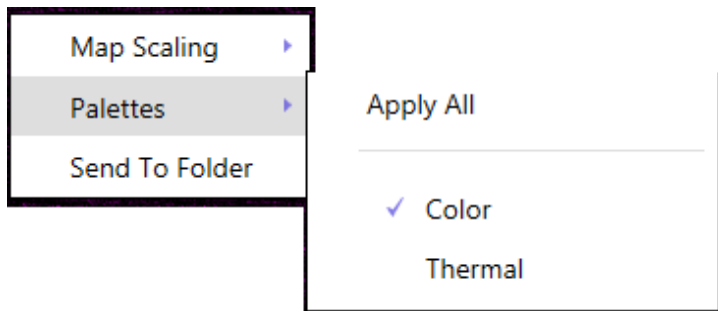 Map Scaling
Palettes
Send To Folder
Apply All
Color
Thermal